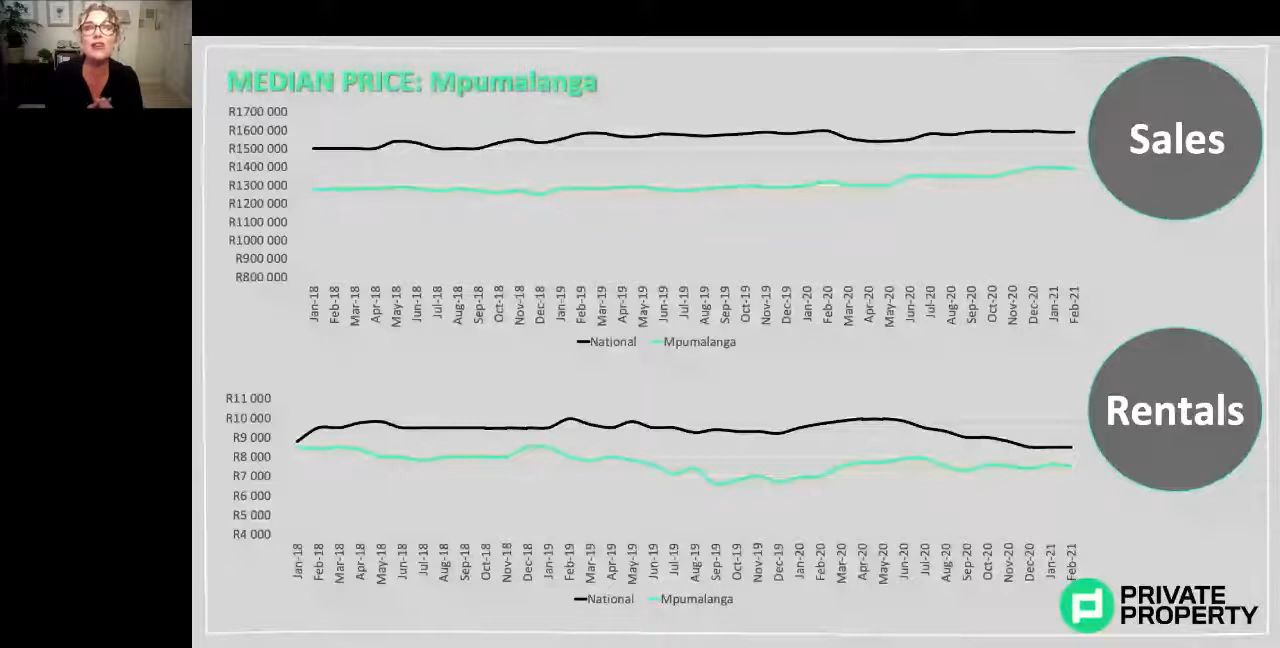 MEDIAN PRICE: Mpumalanga
R1700 000
R1600 000
R1500 000
R1400 000
R1300 000
R1200 000
R1100 000
R1000 000
R900 000
R800 000
Jan-18 Feb-18 Mar-18 Apr-18 May-18 Jun-18 Jul-18 Aug-18 Sep-18 Oct-18 Nov-18 Dec-18 Jan-19 Feb-19 Mar-19 Apr-19 May-19 Jun-19 Jul-19 Aug-19 Sep-19 Oct-19 Nov-19 Dec-19 Jan-20 Feb-20 Mar-20 Apr-20 May-20 Jun-20 Jul-20 Aug-20 Sep-20 Oct-20 Nov-20 Dec-20 Jan-21 Feb-21
National Mpumalanga
Sales
R11 000
R10 000
R9 000
R8 000
R7 000
R6 000
R5 000
R4 000
Jan-18 Feb-18 Mar-18 Apr-18 May-18 Jun-18 Jul-18 Aug-18 Sep-18 Oct-18 Nov-18 Dec-18 Jan-19 Feb-19 Mar-19 Apr-19 May-19 Jun-19 Jul-19 Aug-19 Sep-19 Oct-19 Nov-19 Dec-19 Jan-20 Feb-20 Mar-20 Apr-20 May-20 Jun-20 Jul-20 Aug-20 Sep-20 Oct-20 Nov-20 Dec-20 Jan-21 Feb-21
National Mpumalanga
Rentals
PRIVATE
PROPERTY